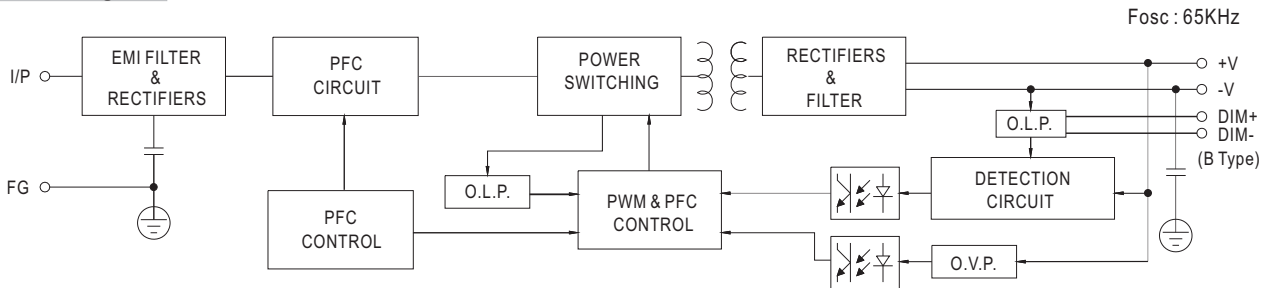 Fosc : 65KHz
I/P
EMI FILTER
&
RECTIFIERS
PFC
CIRCUIT
POWER
SWITCHING
RECTIFIERS
&
FILTER
+V
-V
DIM+
DIM-
(B Type)
O.L.P.
FG
O.L.P.
PFC
CONTROL
PWM & PFC
CONTROL
DETECTION
CIRCUIT
O.V.P.